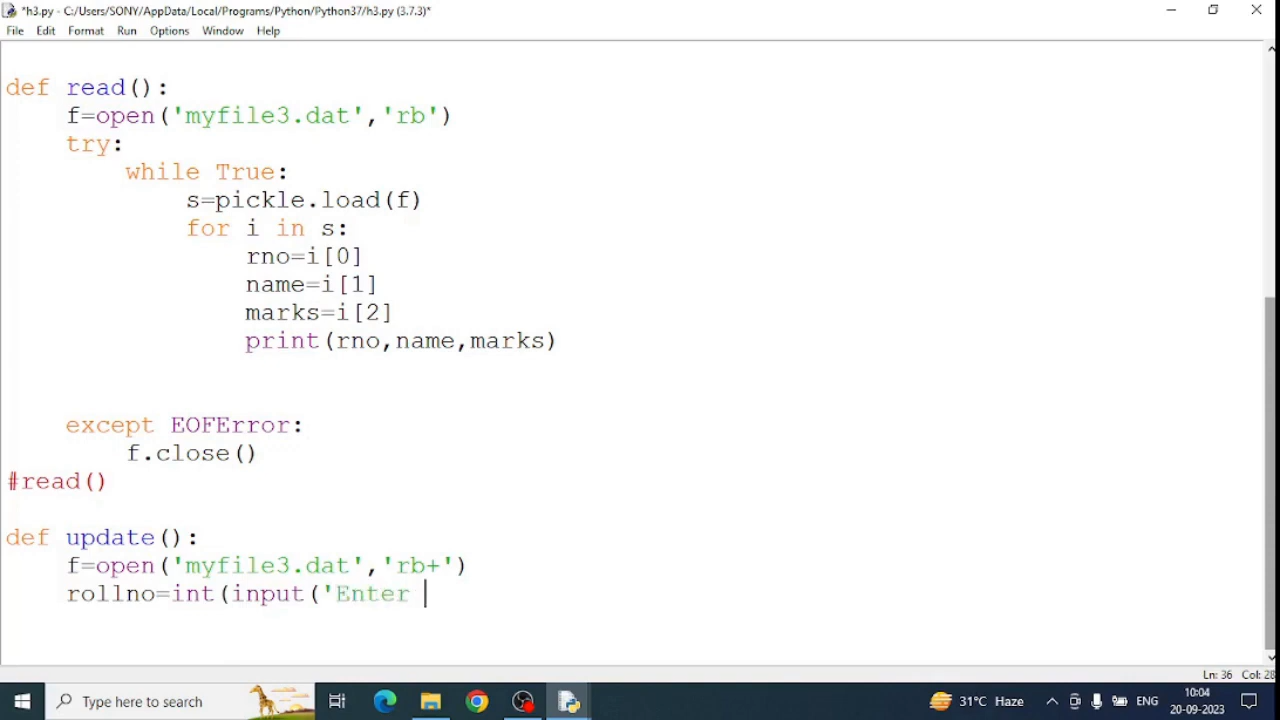 *h3.py - C:/Users/SONY/AppData/Local/Programs/Python/Python37/h3.py (3.7.3)*
File Edit Format Run Options Window Help
def read():
    f=open('myfile3.dat','rb')
    try:
        while True:
            s=pickle.load(f)
            for i in s:
                rno=i[0]
                name=i[1]
                marks=i[2]
                print(rno,name,marks)
    except EOFError:
        f.close()
#read()
def update():
    f=open('myfile3.dat','rb+')
    rollno=int(input('Enter
Ln: 36 Col: 28
Type here to search
31°C Haze
ENG
10:04
20-09-2023